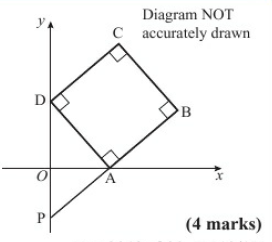 y
C
Diagram NOT
accurately drawn
D
B
O
A
x
P
(4 marks)